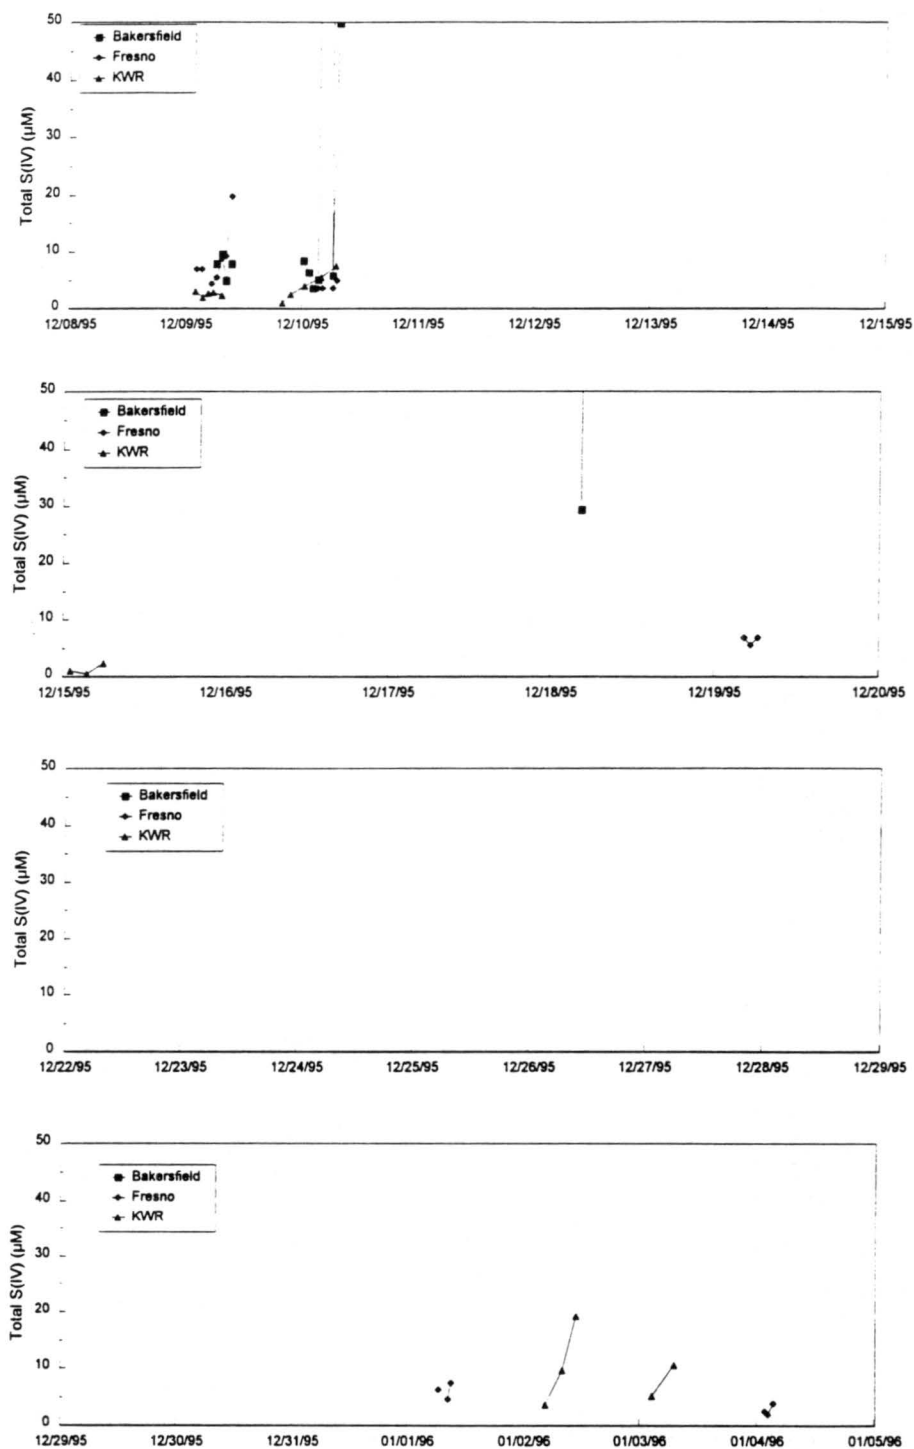 50
40
30
20
10
0
Total S(IV) (µM)
Bakersfield
Fresno
KWR
12/08/95 12/09/95 12/10/95 12/11/95 12/12/95 12/13/95 12/14/95 12/15/95
50
40
30
20
10
0
Total S(IV) (µM)
Bakersfield
Fresno
KWR
12/15/95 12/16/95 12/17/95 12/18/95 12/19/95 12/20/95
50
40
30
20
10
0
Total S(IV) (µM)
Bakersfield
Fresno
KWR
12/22/95 12/23/95 12/24/95 12/25/95 12/26/95 12/27/95 12/28/95 12/29/95
50
40
30
20
10
0
Total S(IV) (µM)
Bakersfield
Fresno
KWR
12/29/95 12/30/95 12/31/95 01/01/96 01/02/96 01/03/96 01/04/96 01/05/96